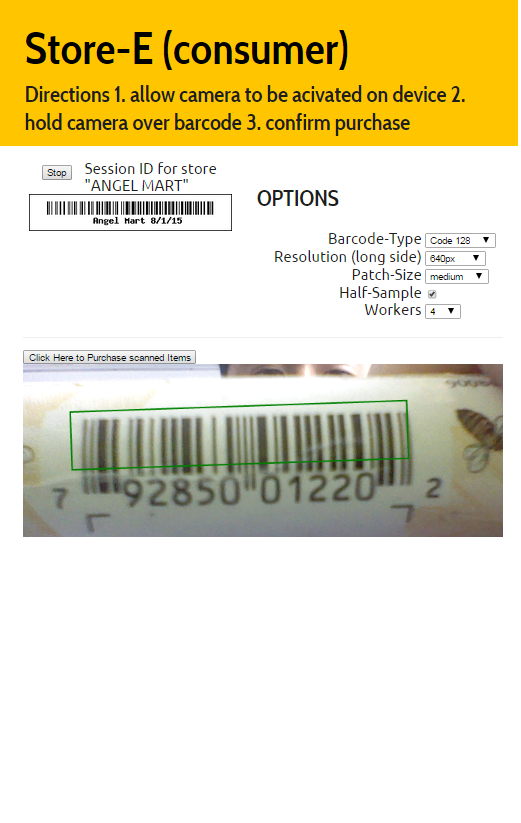 Store-E (consumer)
Directions 1. allow camera to be acivated on device 2.
hold camera over barcode 3. confirm purchase
Stop
Session ID for store
"ANGEL MART"
Angel Mart 8/1/15
OPTIONS
Barcode-Type Code 128
Resolution (long side) 640px
Patch-Size medium
Half-Sample
Workers 4
Click Here to Purchase scanned Items
7 92850 01220 2